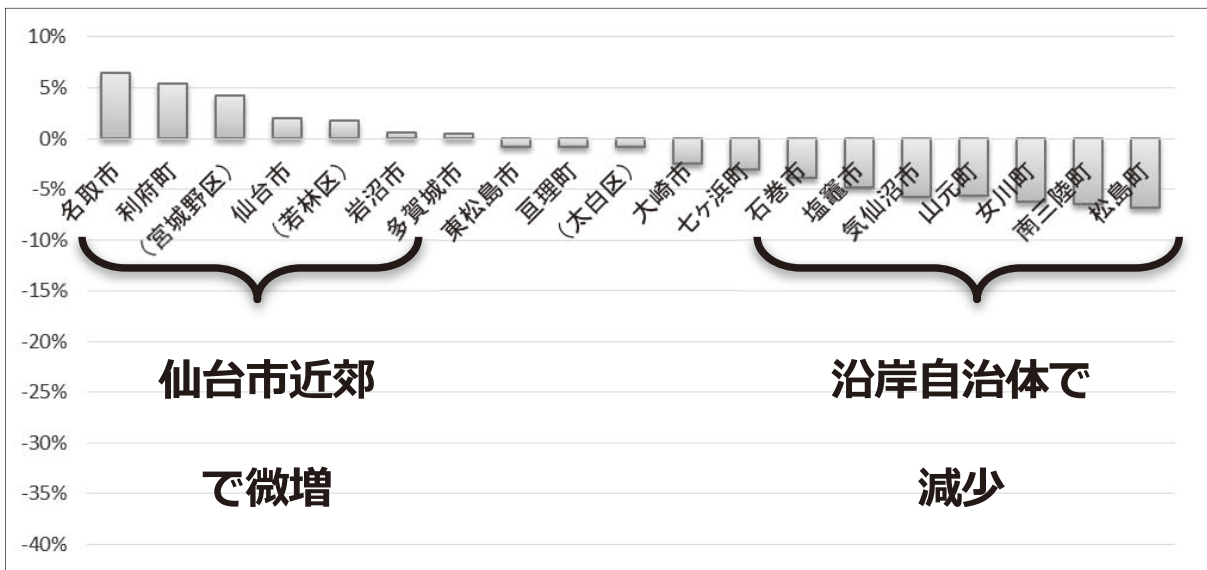 10%
5%
0%
-5%
-10%
-15%
-20%
-25%
-30%
-35%
-40%
名取市
利府町
（宮城野区）
仙台市
（若林区）
岩沼市
多賀城市
東松島市
亘理町
（太白区）
大崎市
七ヶ浜町
石巻市
塩竈市
気仙沼市
山元町
女川町
南三陸町
松島町
仙台市近郊
で微増
沿岸自治体で
減少